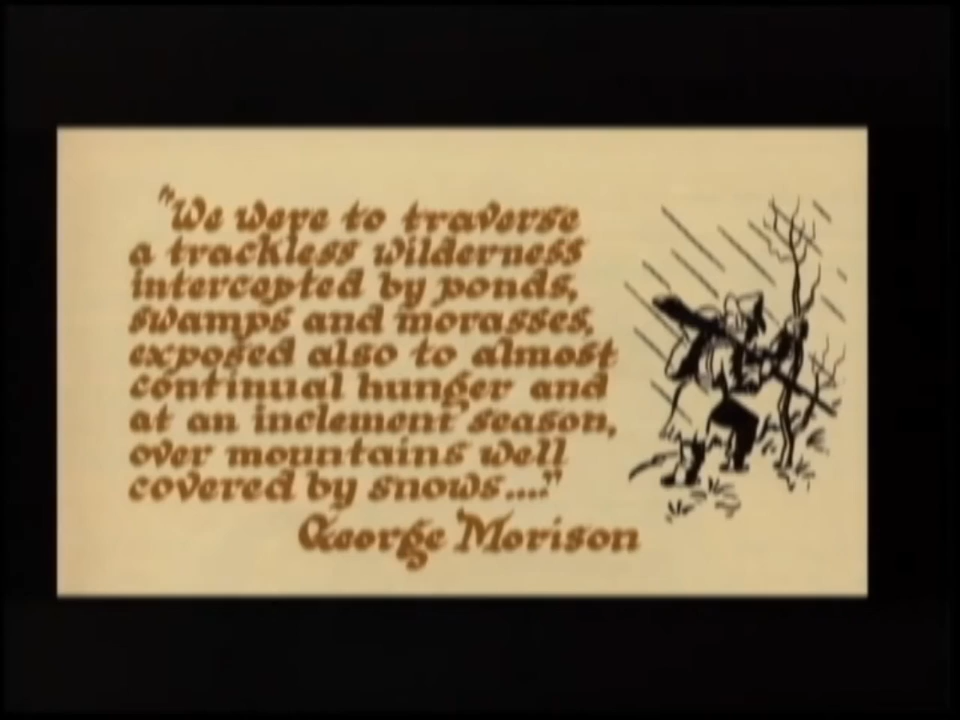 "We were to traverse
a trackless wilderness
intercepted by ponds,
swamps and morasses,
exposed also to almost
continual hunger and
at an inclement season,
over mountains well
covered by snows...."
George Morison